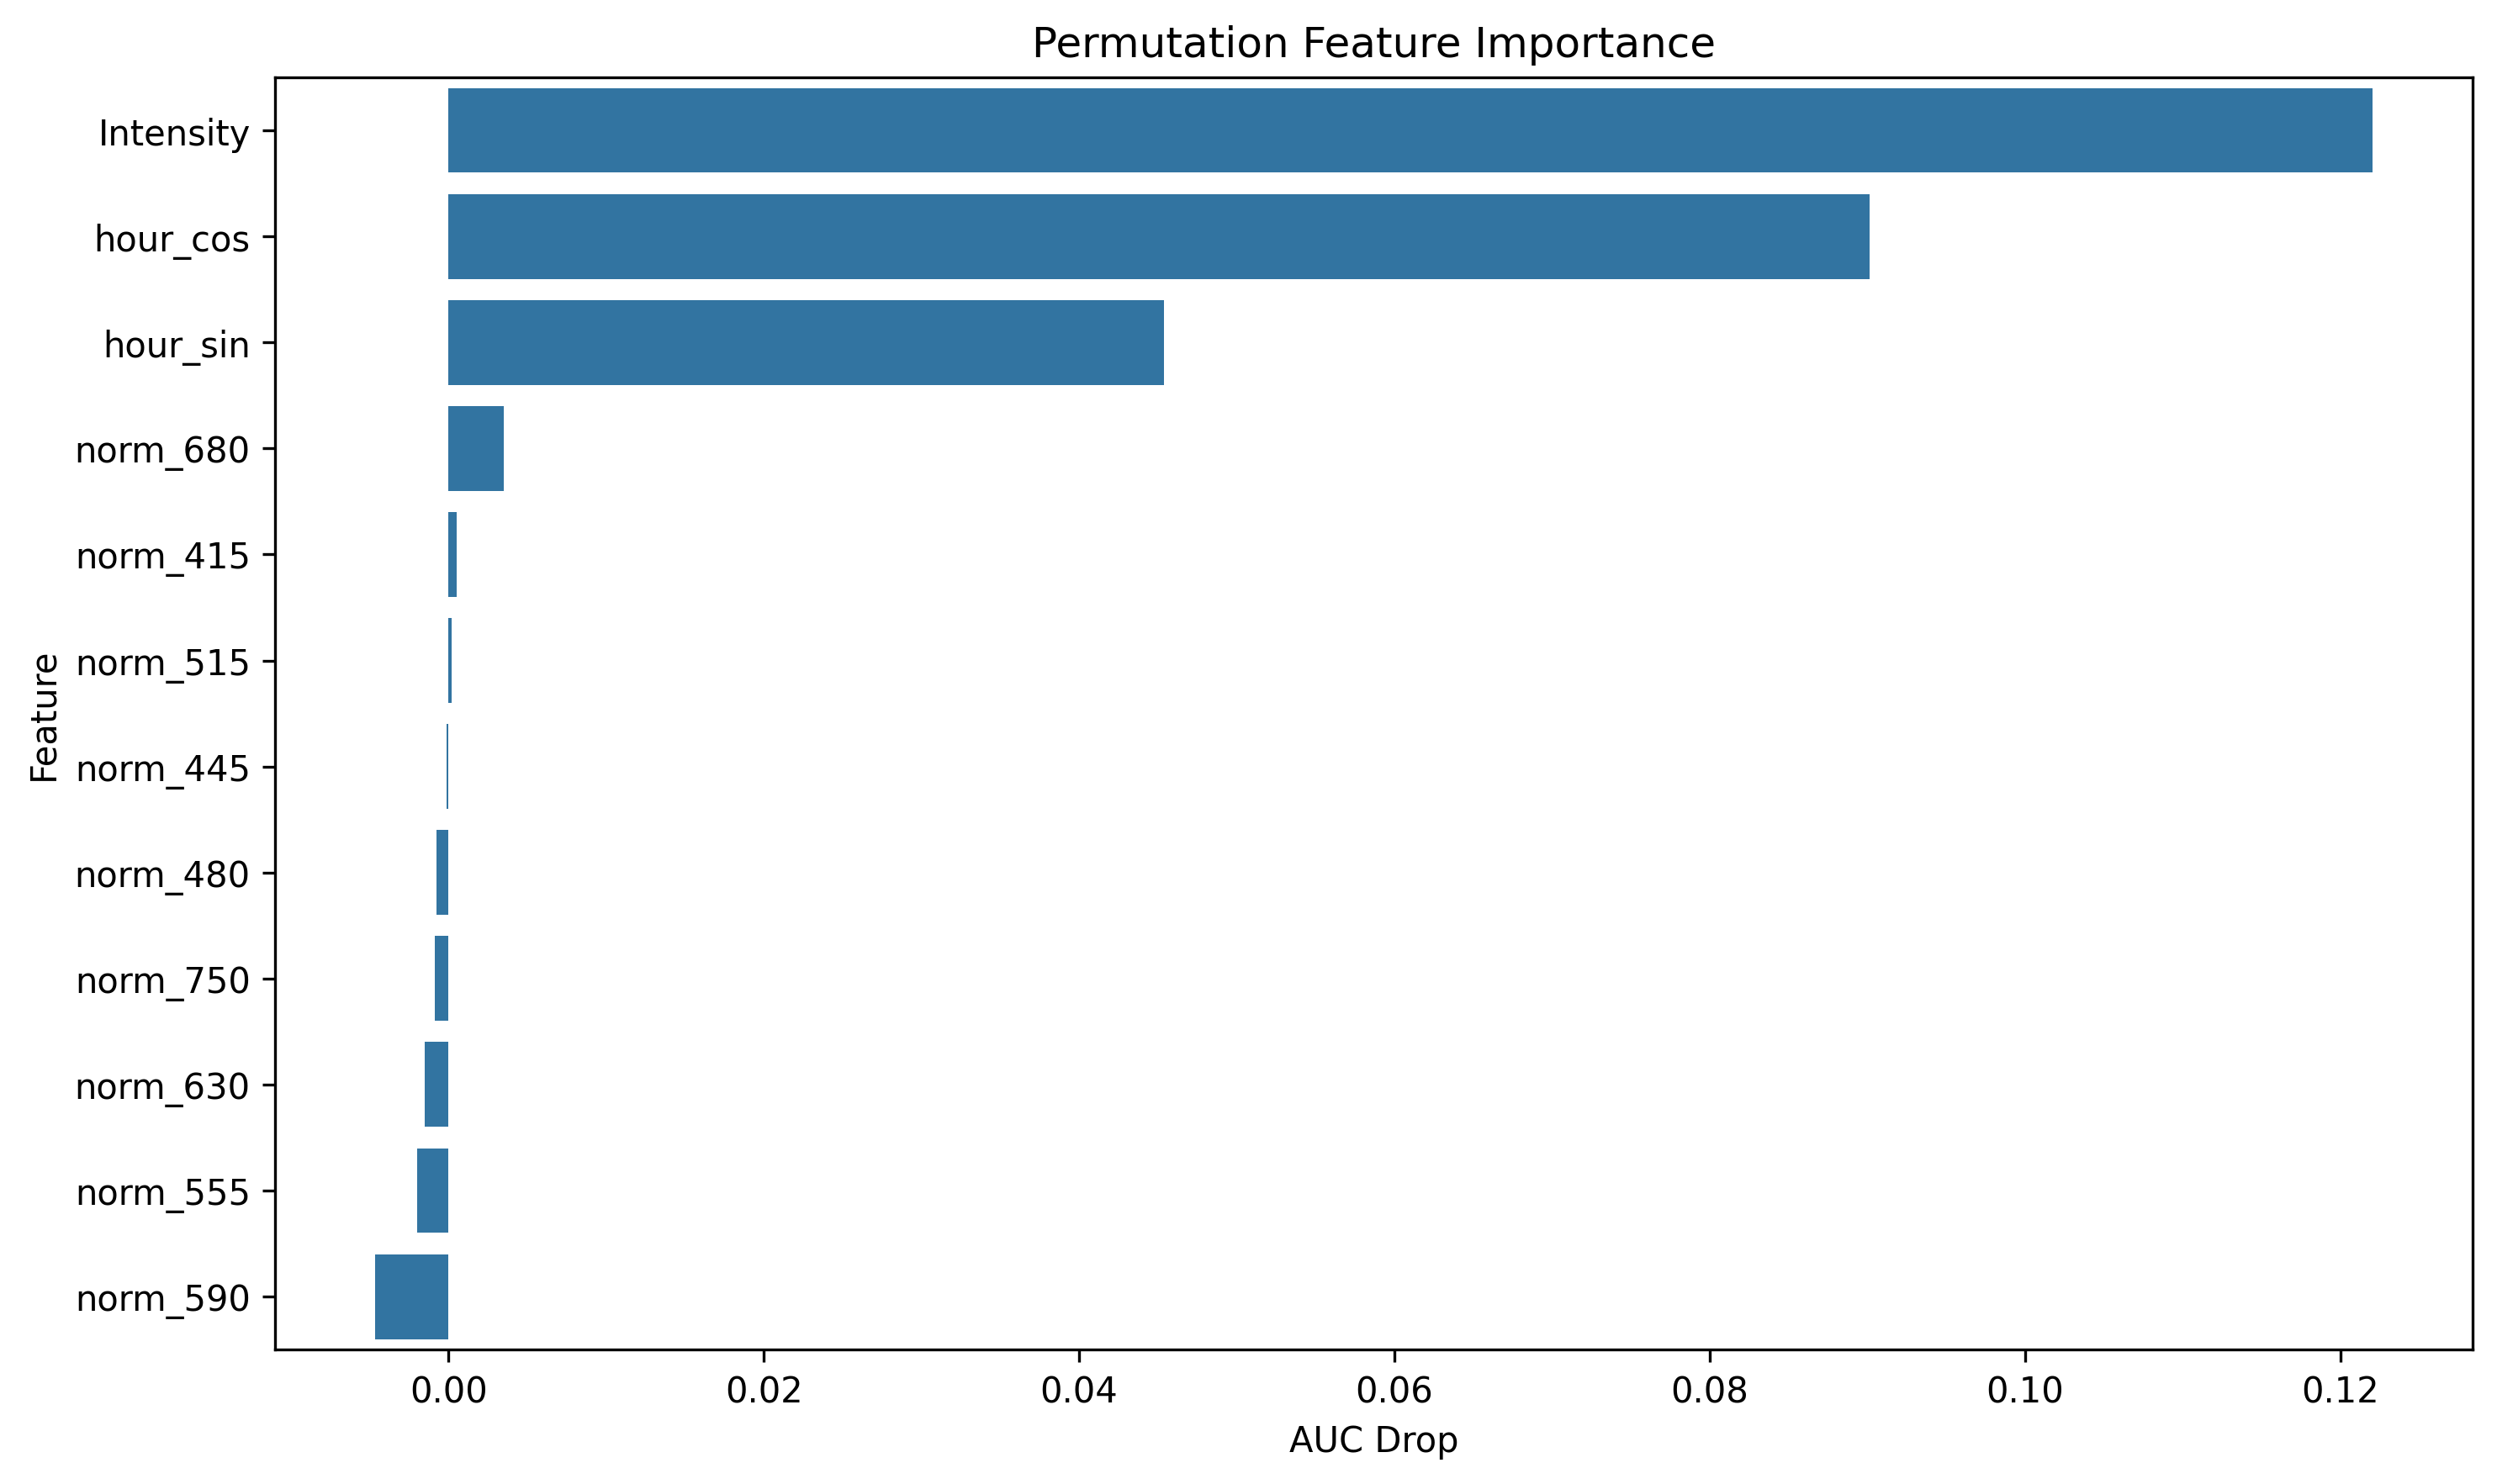 Permutation Feature Importance
Feature
Intensity
hour_cos
hour_sin
norm_680
norm_415
norm_515
norm_445
norm_480
norm_750
norm_630
norm_555
norm_590
0.00 0.02 0.04 0.06 0.08 0.10 0.12
AUC Drop